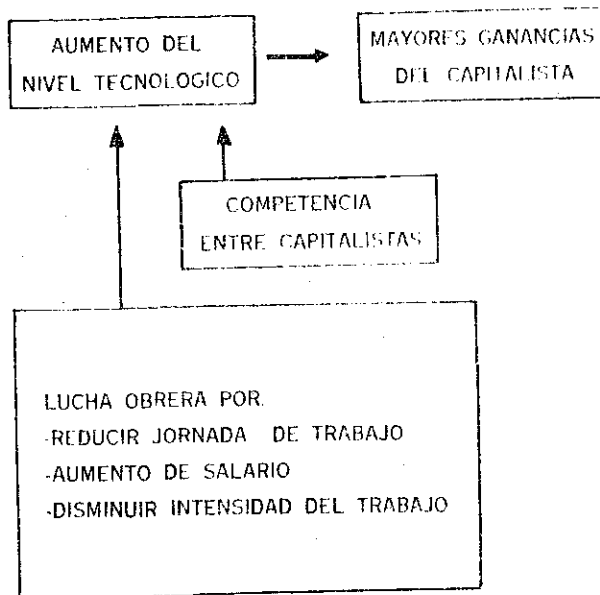 AUMENTO DEL
NIVEL TECNOLOGICO
MAYORES GANANCIAS
DEL CAPITALISTA
COMPETENCIA
ENTRE CAPITALISTAS
LUCHA OBRERA POR.
-REDUCIR JORNADA DE TRABAJO
-AUMENTO DE SALARIO
-DISMINUIR INTENSIDAD DEL TRABAJO